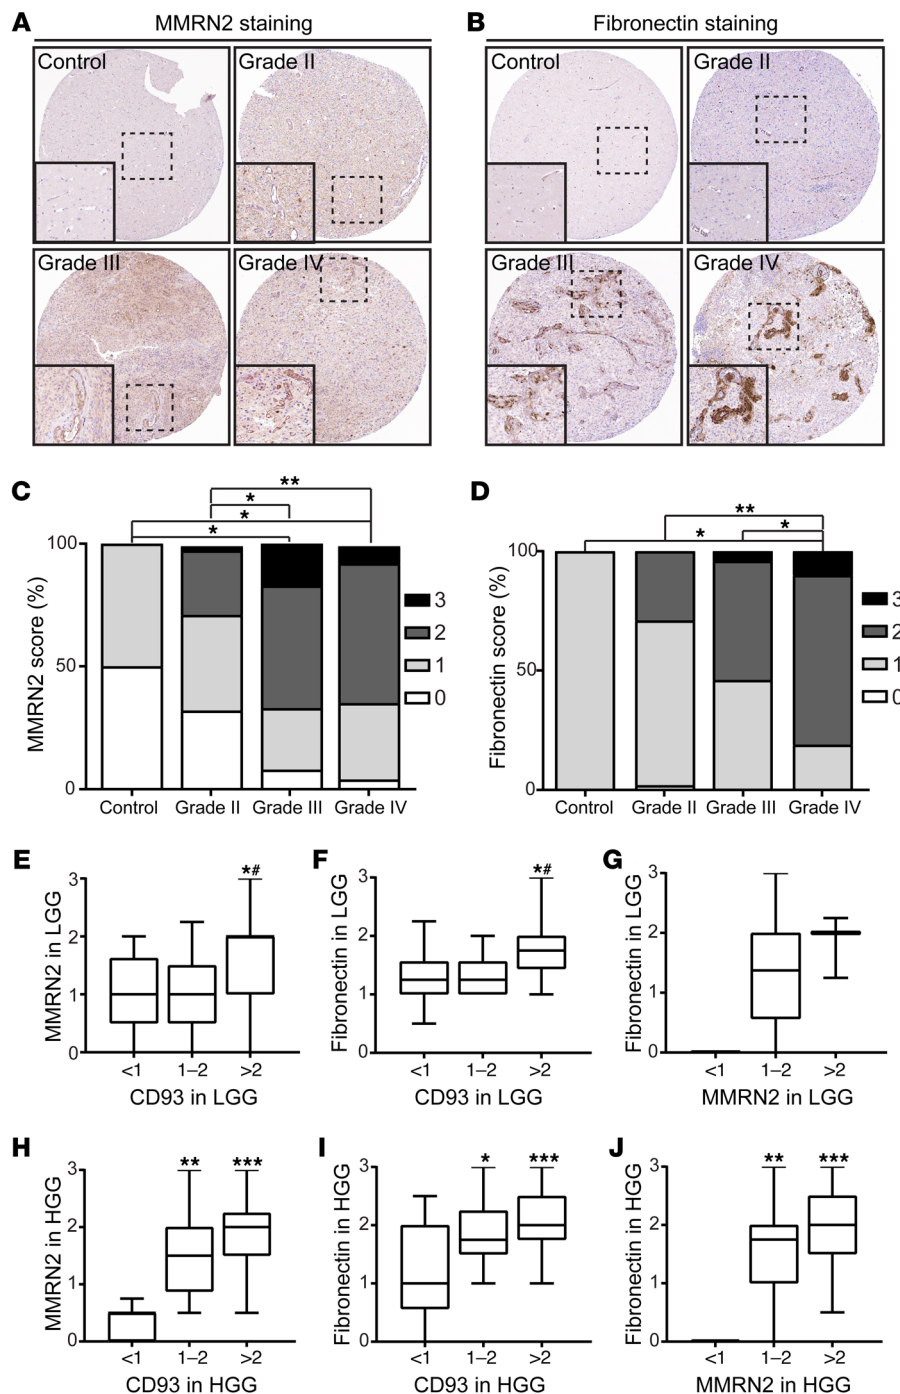 A MMRN2 staining
Control
Grade II
Grade III
Grade IV
B Fibronectin staining
Control
Grade II
Grade III
Grade IV
C
** 
*
*
*
MMRN2 score (%)
100
50
0
Control Grade II Grade III Grade IV
3
2
1
0
D
**
*
*
Fibronectin score (%)
100
50
0
Control Grade II Grade III Grade IV
3
2
1
0
E
MMRN2 in LGG
3
2
1
0
*#
<1 1–2 >2
CD93 in LGG
F
Fibronectin in LGG
3
2
1
0
*#
<1 1–2 >2
CD93 in LGG
G
Fibronectin in LGG
3
2
1
0
<1 1–2 >2
MMRN2 in LGG
H
MMRN2 in HGG
3
2
1
0
** ***
<1 1–2 >2
CD93 in HGG
I
Fibronectin in HGG
3
2
1
0
* ***
<1 1–2 >2
CD93 in HGG
J
Fibronectin in HGG
3
2
1
0
** ***
<1 1–2 >2
MMRN2 in HGG